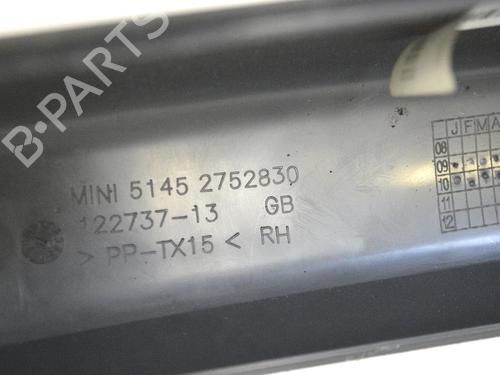 B-PARTS
J F M A
08
09
10
11
12
MINI 5145 2752830
122737-13 GB
> PP-TX15 < RH